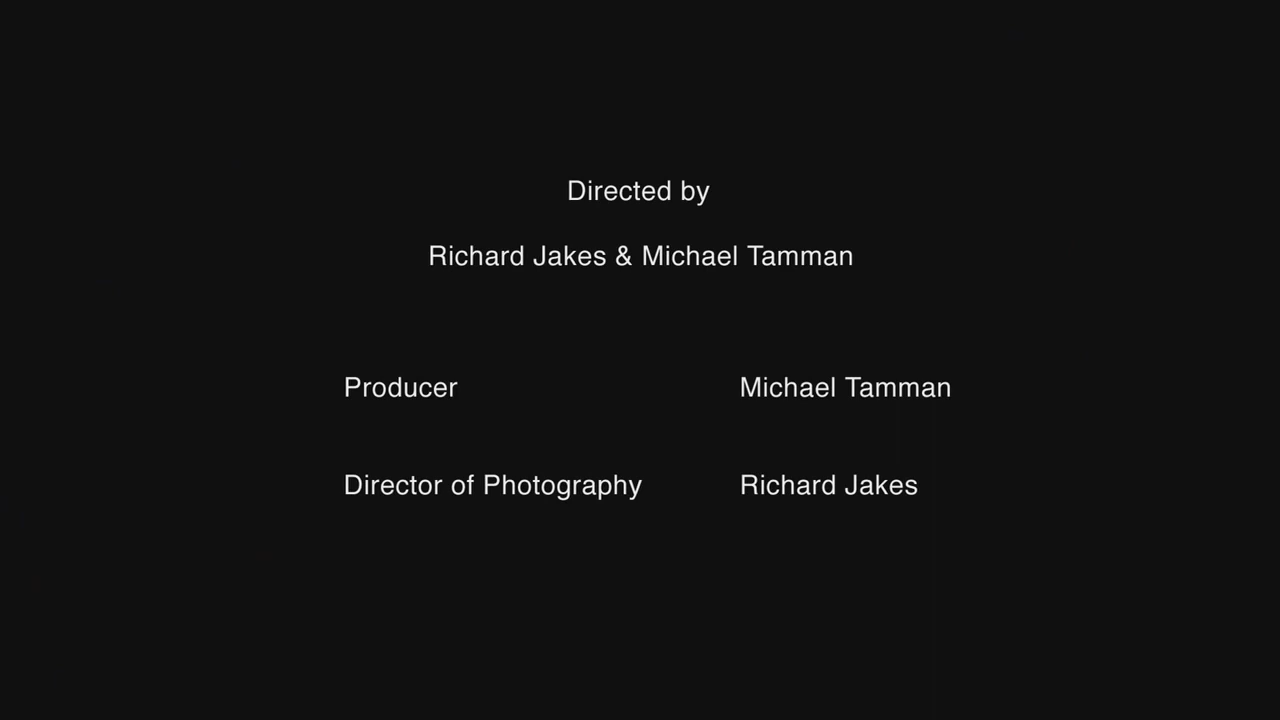 Directed by
Richard Jakes & Michael Tamman
Producer Michael Tamman
Director of Photography Richard Jakes